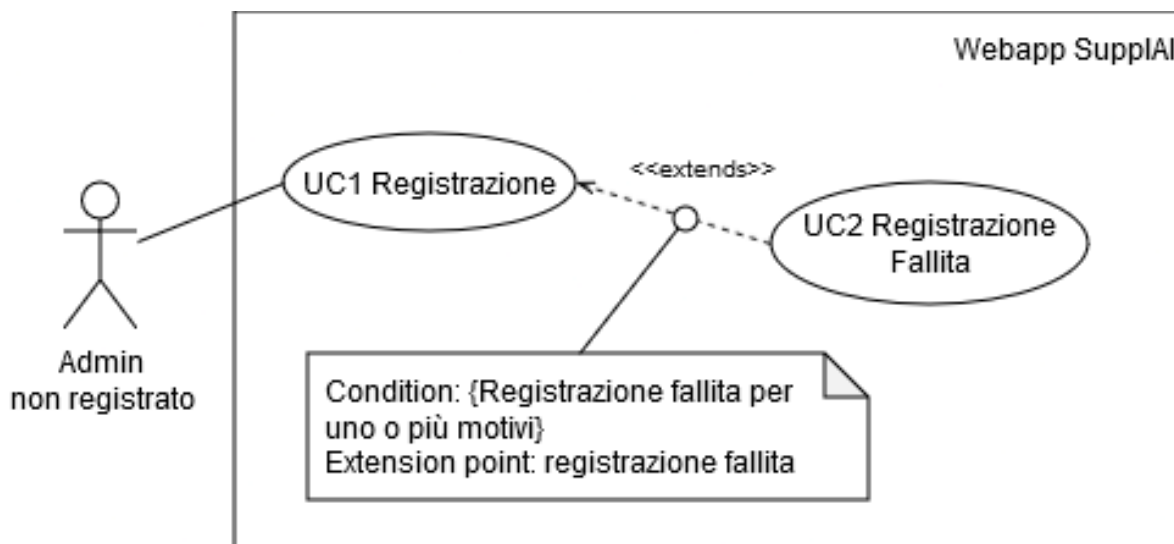 Webapp SupplAI
UC1 Registrazione
<<extends>>
UC2 Registrazione
Fallita
Admin
non registrato
Condition: {Registrazione fallita per
uno o più motivi}
Extension point: registrazione fallita